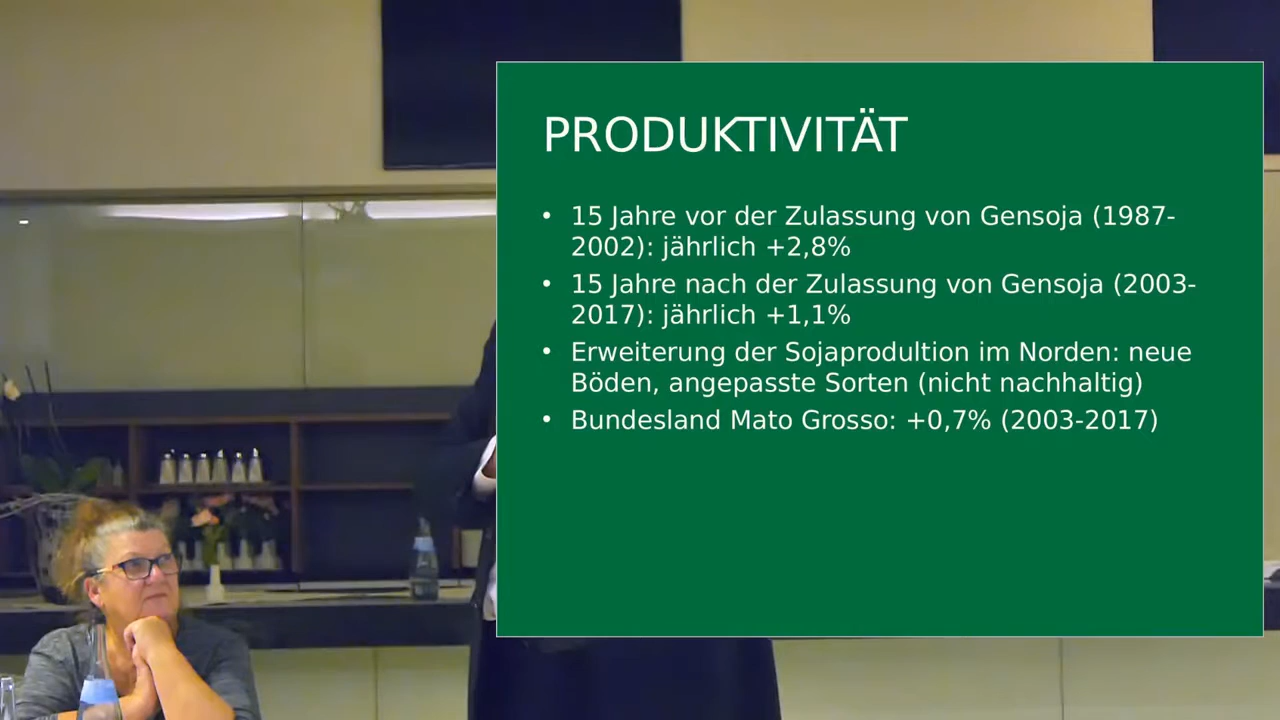 PRODUKTIVITÄT
• 15 Jahre vor der Zulassung von Gensoja (1987-
2002): jährlich +2,8%
• 15 Jahre nach der Zulassung von Gensoja (2003-
2017): jährlich +1,1%
• Erweiterung der Sojaprodultion im Norden: neue
Böden, angepasste Sorten (nicht nachhaltig)
• Bundesland Mato Grosso: +0,7% (2003-2017)